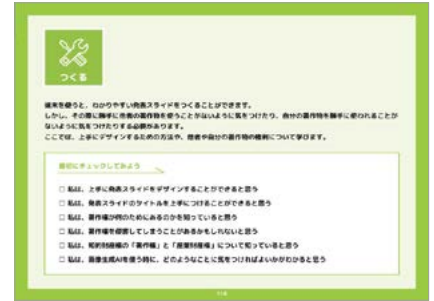 つくる
端末を使うと、わかりやすい発表スライドをつくることができます。
しかし、その際に勝手に他者の著作物を使うことがないように気をつけたり、自分の著作物を勝手に使われることが
ないように気をつけたりする必要があります。
ここでは、上手にデザインするための方法や、他者や自分の著作物の権利について学びます。
最初にチェックしてみよう
□ 私は、上手に発表スライドをデザインすることができると思う
□ 私は、発表スライドのタイトルを上手につけることができると思う
□ 私は、著作権が何のためにあるのかを知っていると思う
□ 私は、著作権を侵害してしまうことがあるかもしれないと思う
□ 私は、知的財産権の「著作権」と「産業財産権」について知っていると思う
□ 私は、画像生成AIを使う時に、どのようなことに気をつければよいかがわかると思う